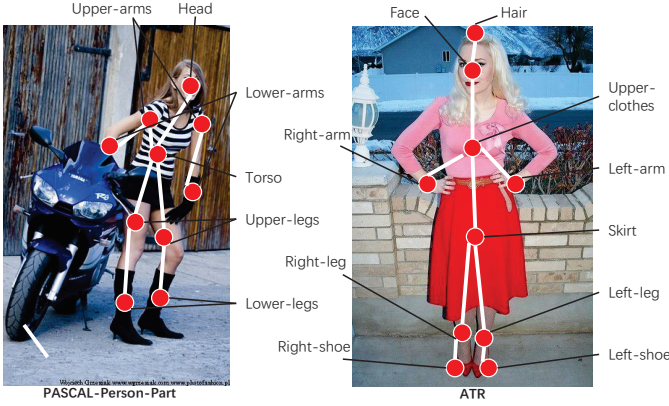 Upper-arms
Head
Lower-arms
Torso
Upper-legs
Lower-legs
PASCAL-Person-Part
Face
Hair
Upper-
clothes
Right-arm
Left-arm
Skirt
Right-leg
Left-leg
Right-shoe
Left-shoe
ATR